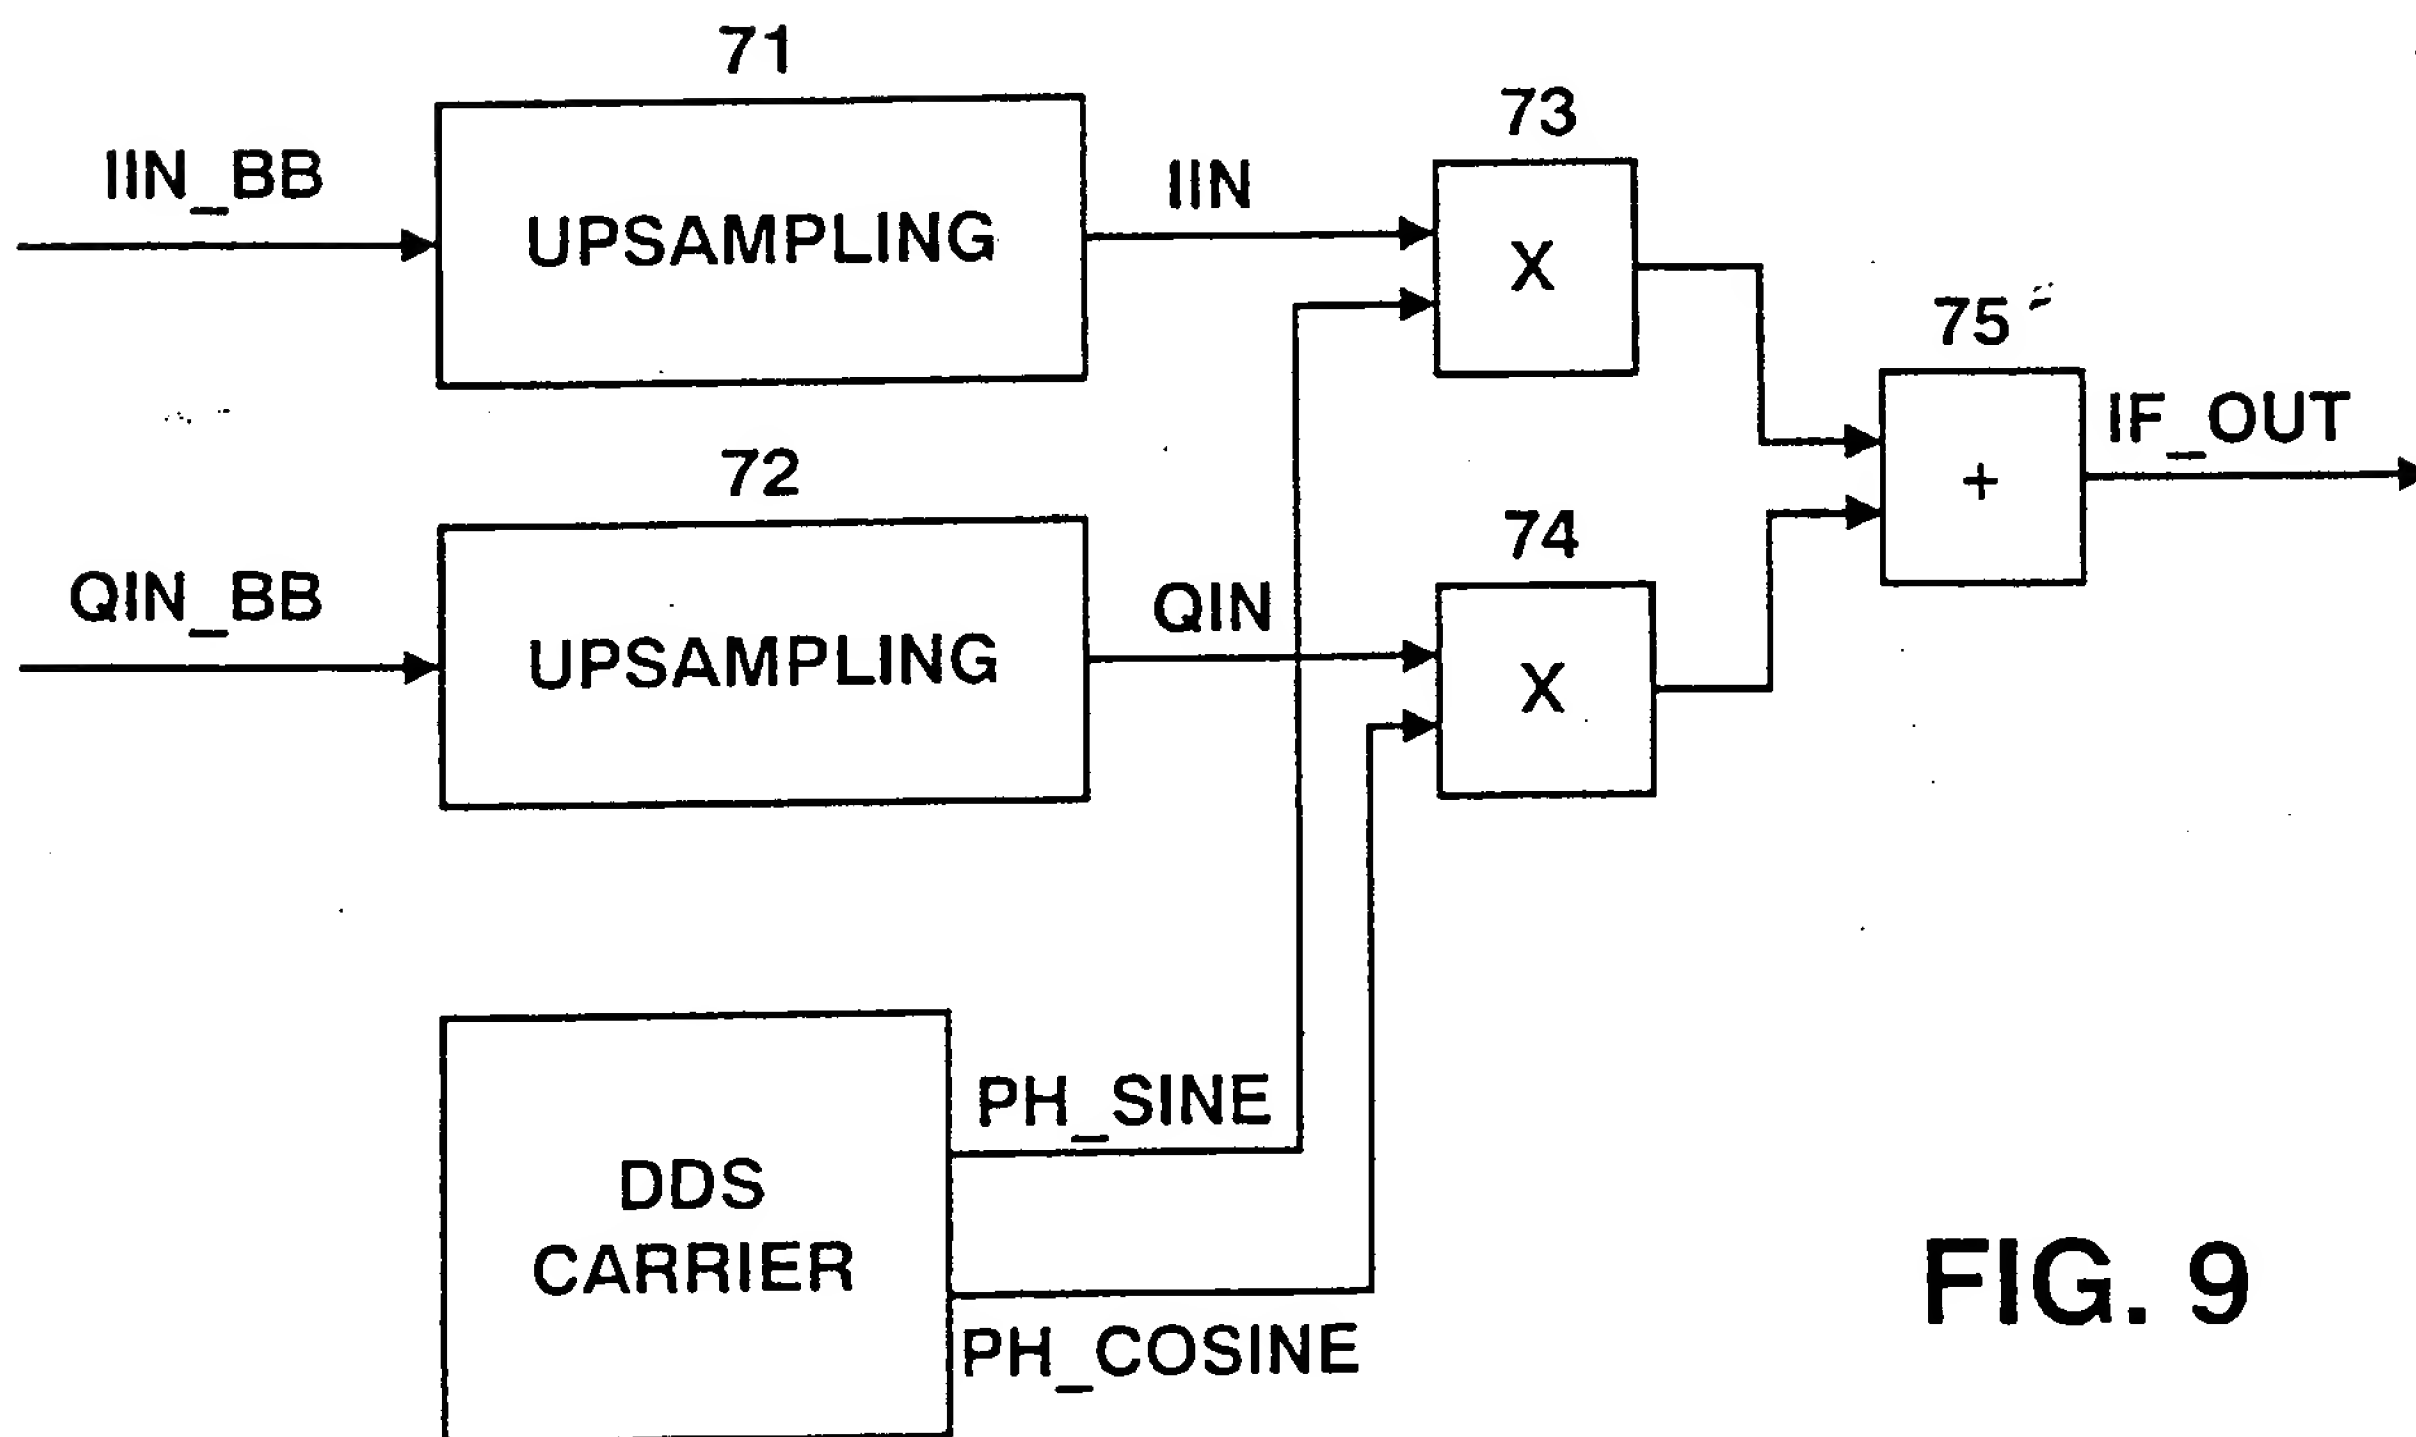 71
IIN_BB
UPSAMPLING
IIN
73
X
75
+
IF_OUT
72
QIN_BB
UPSAMPLING
QIN
74
X
DDS
CARRIER
PH_SINE
PH_COSINE
FIG. 9